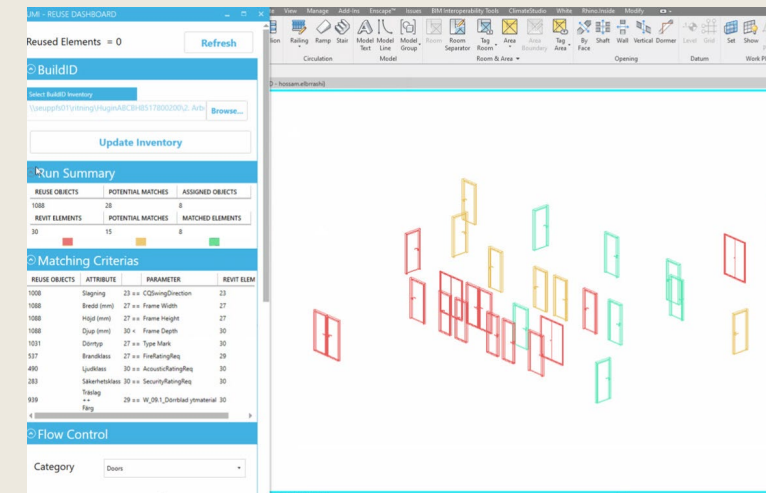 UMI - REUSE DASHBOARD
Reused Elements = 0
Refresh
BuildID
Select BuildID Inventory
Browse...
Update Inventory
Run Summary
REUSE OBJECTS POTENTIAL MATCHES ASSIGNED OBJECTS
1088 28 8
REVIT ELEMENTS POTENTIAL MATCHES MATCHED ELEMENTS
30 15 8
Matching Criterias
REUSE OBJECTS ATTRIBUTE PARAMETER REVIT ELEM
1008 Slagning 23 == CQSwingDirection 23
1088 Bredd (mm) 27 == Frame Width 27
1088 Höjd (mm) 27 == Frame Height 27
1088 Djup (mm) 30 < Frame Depth 30
1031 Dörrtyp 27 == Type Mark 30
537 Brandklass 27 == FireRatingReq 29
490 Ljudklass 30 == AcousticRatingReq 30
283 Säkerhetsklass 30 == SecurityRatingReq 30
939 Träslag ++ Färg 29 == W_09.1_Dörrblad ytmaterial 30
Flow Control
Category Doors
View Manage Add-Ins Enscape™ Issues BIM Interoperability Tools ClimateStudio White Rhino.Inside Modify
Railing Ramp Stair Model Text Model Line Model Group Room Room Separator Tag Room Area Area Boundary Tag Area By Face Shaft Wall Vertical Dormer Level Grid Set Show
Circulation Model Room & Area Opening Datum Work Pl
- hossam.elbrrashi)